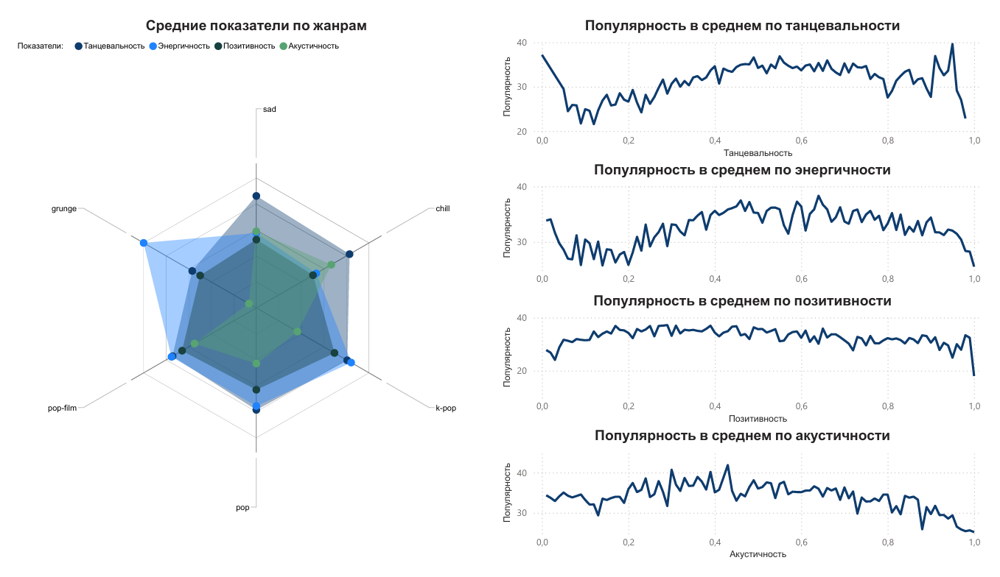 Средние показатели по жанрам
Показатели: Танцевальность Энергичность Позитивность Акустичность
sad
chill
k-pop
pop
pop-film
grunge
Популярность в среднем по танцевальности
Популярность
40
30
20
0,0 0,2 0,4 0,6 0,8 1,0
Танцевальность
Популярность в среднем по энергичности
Популярность
40
30
0,0 0,2 0,4 0,6 0,8 1,0
Популярность в среднем по позитивности
Популярность
40
20
0,0 0,2 0,4 0,6 0,8 1,0
Позитивность
Популярность в среднем по акустичности
Популярность
40
30
0,0 0,2 0,4 0,6 0,8 1,0
Акустичность